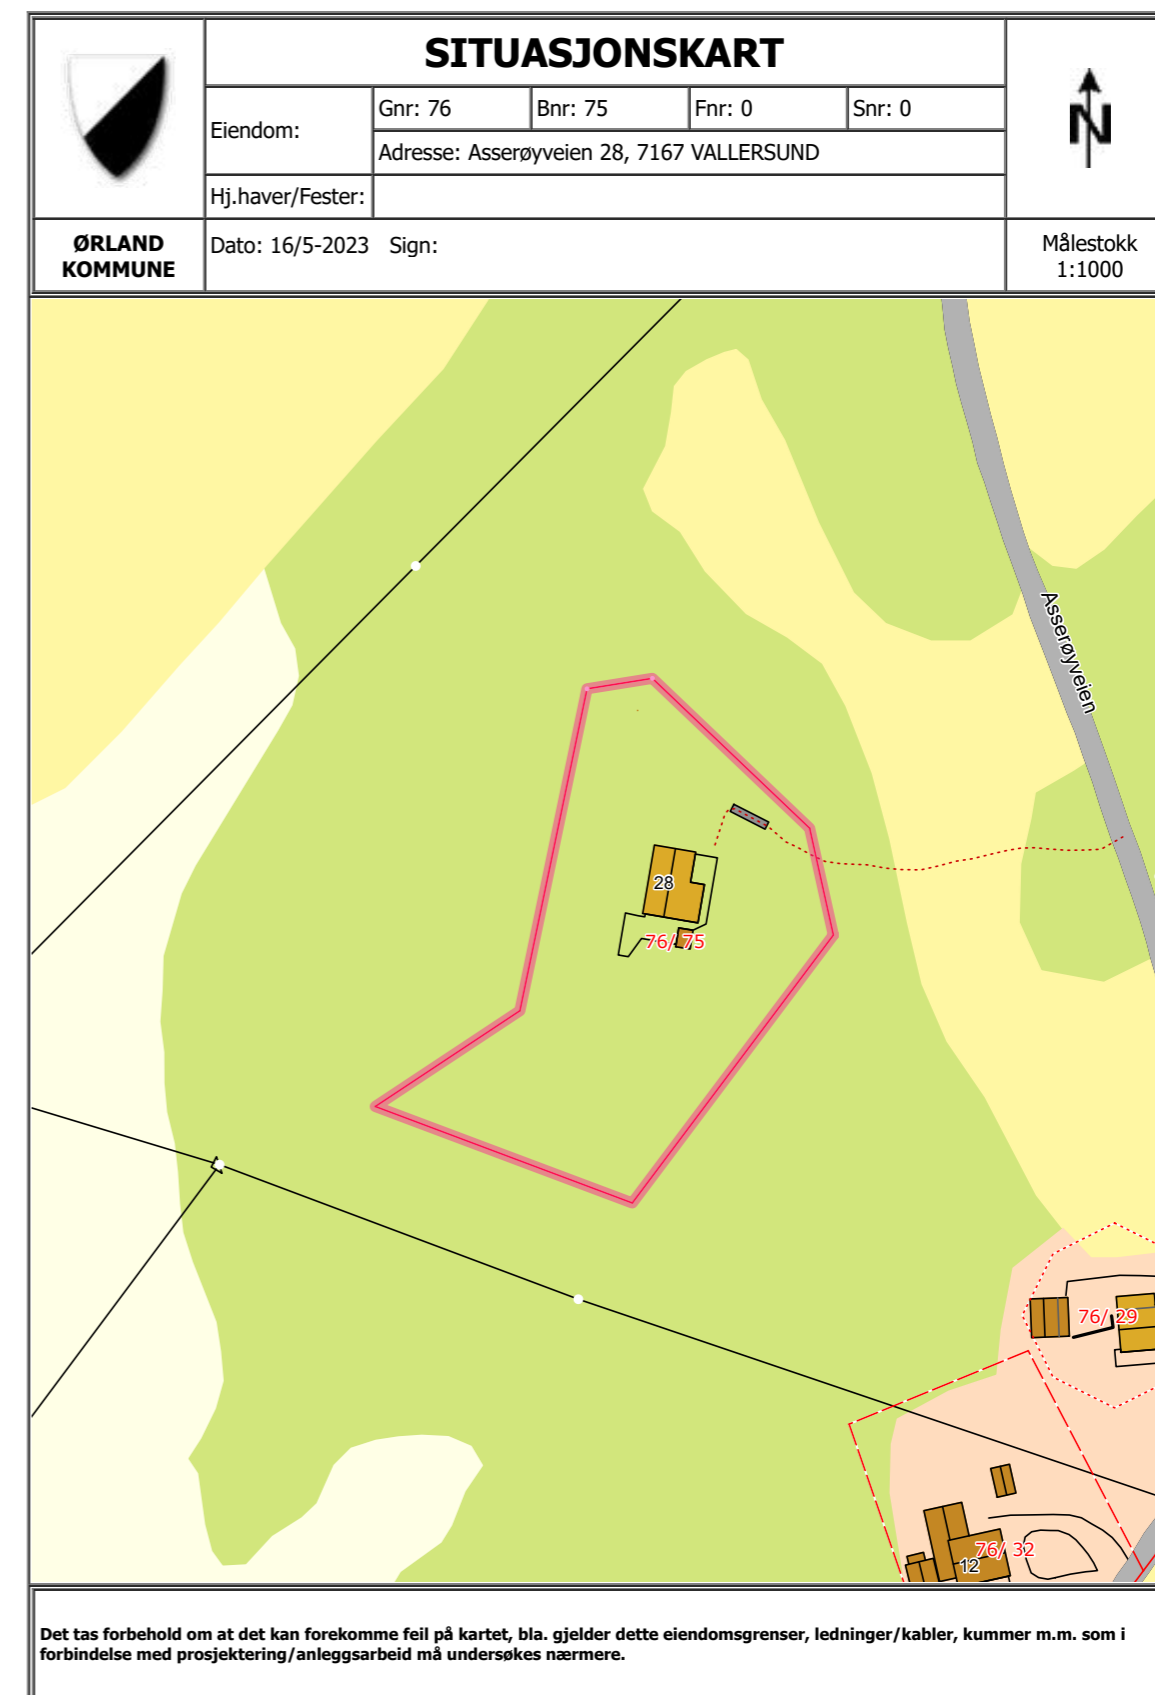 SITUASJONSKART
Eiendom:
Gnr: 76
Bnr: 75
Fnr: 0
Snr: 0
Adresse: Asserøyveien 28, 7167 VALLERSUND
Hj.haver/Fester:
N
ØRLAND
KOMMUNE
Dato: 16/5-2023 Sign:
Målestokk
1:1000
Asserøyveien
28
76/ 75
76/ 29
76/ 32
12
Det tas forbehold om at det kan forekomme feil på kartet, bla. gjelder dette eiendomsgrenser, ledninger/kabler, kummer m.m. som i
forbindelse med prosjektering/anleggsarbeid må undersøkes nærmere.